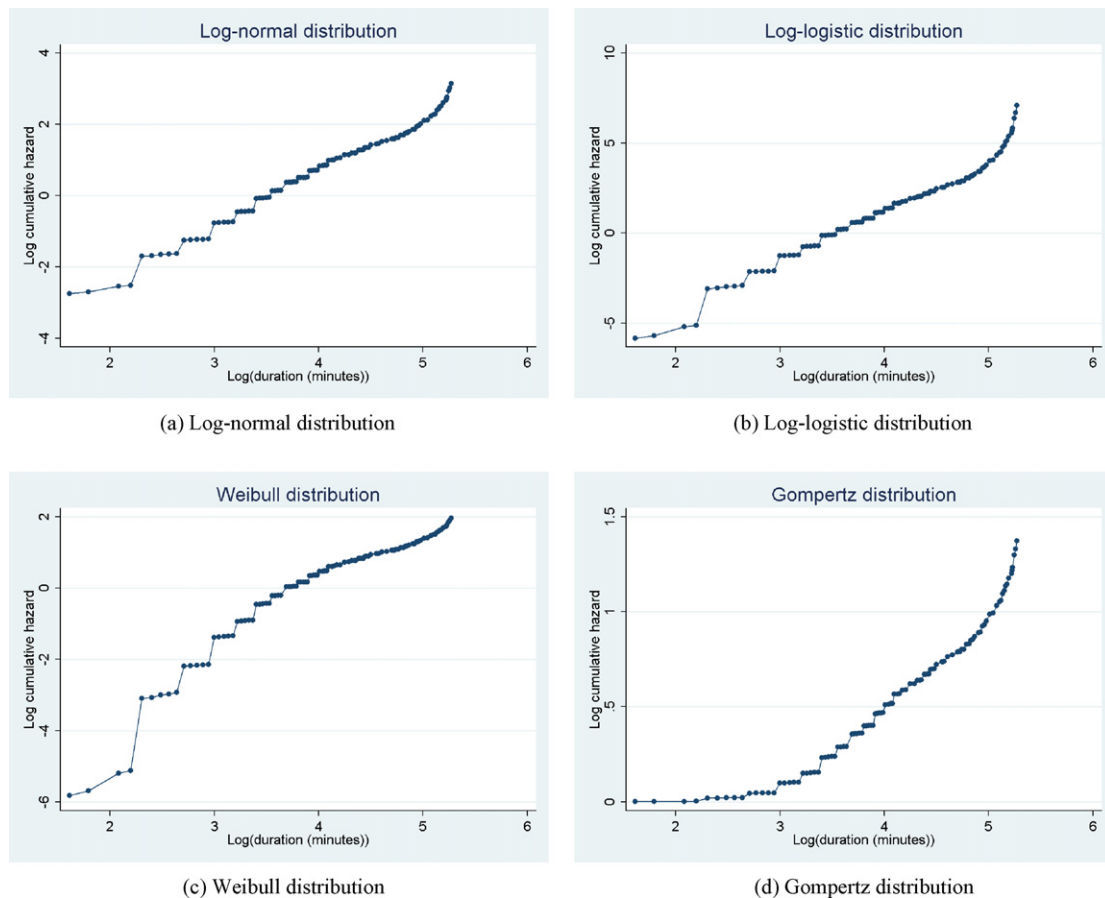 Log-normal distribution
Log cumulative hazard
4
2
0
-2
-4
2 3 4 5 6
Log(duration (minutes))
(a) Log-normal distribution
Log-logistic distribution
Log cumulative hazard
10
5
0
-5
2 3 4 5 6
Log(duration (minutes))
(b) Log-logistic distribution
Weibull distribution
Log cumulative hazard
2
0
-2
-4
-6
2 3 4 5 6
Log(duration (minutes))
(c) Weibull distribution
Gompertz distribution
Log cumulative hazard
1.5
1
.5
0
2 3 4 5 6
Log(duration (minutes))
(d) Gompertz distribution